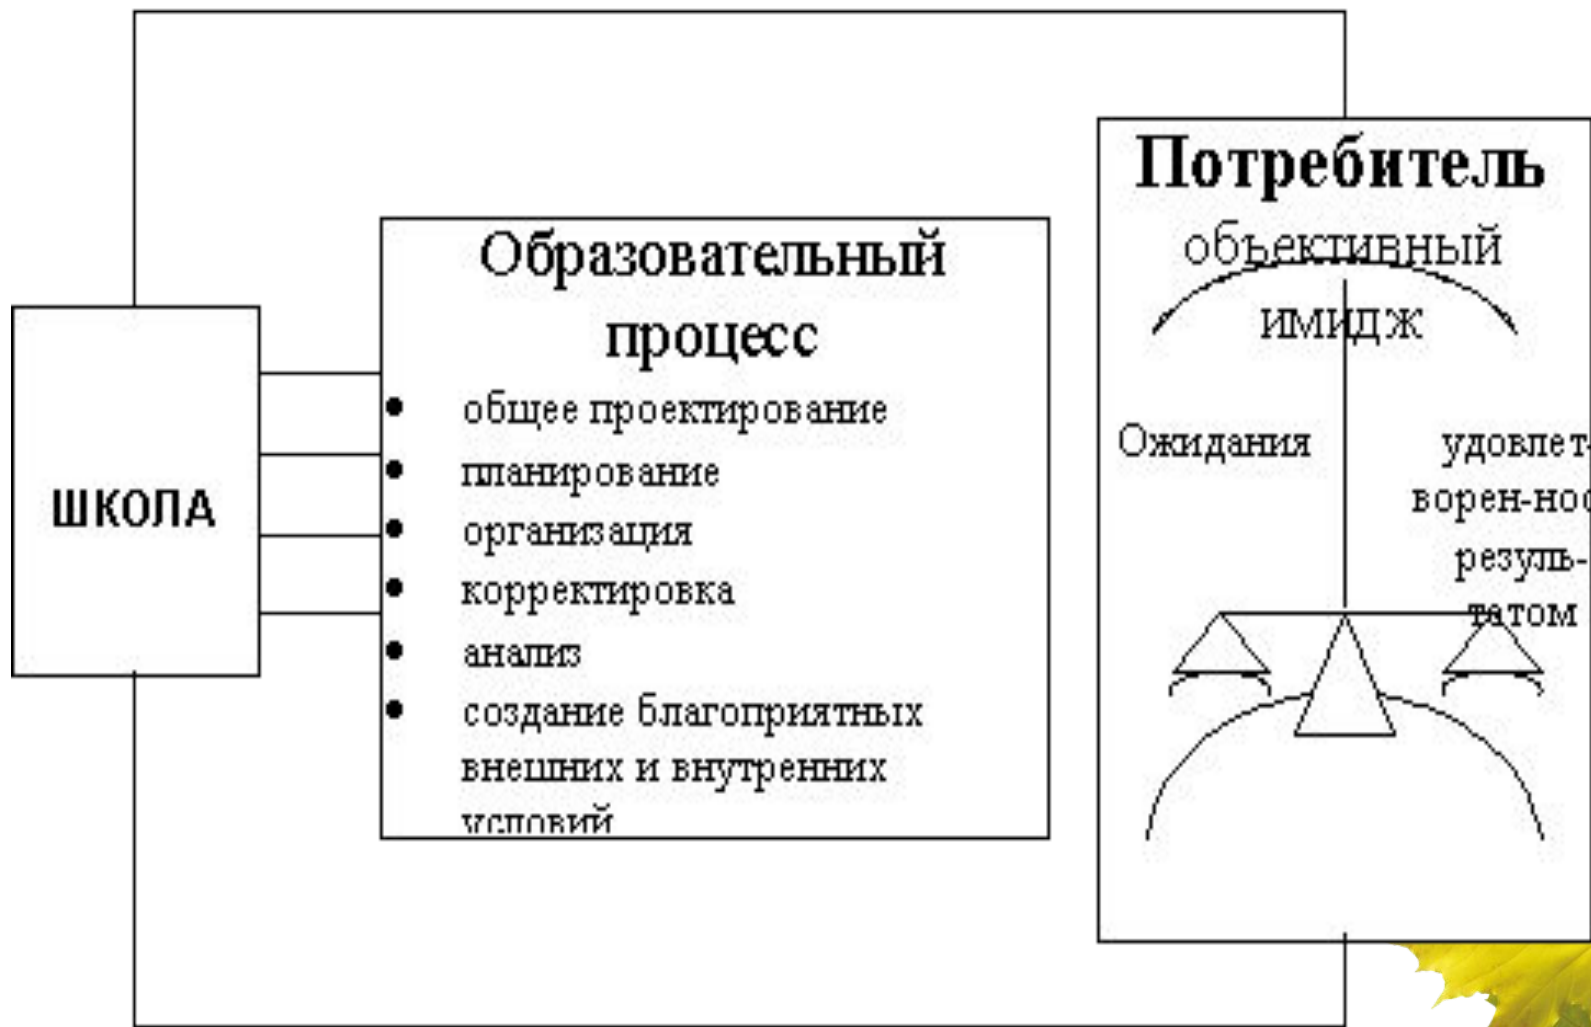 ШКОЛА
Образовательный
процесс
• общее проектирование
• планирование
• организация
• корректировка
• анализ
• создание благоприятных
внешних и внутренних
условий
Потребитель
объективный
имидж
Ожидания
удовлет-
ворен-нос
резуль-
татом